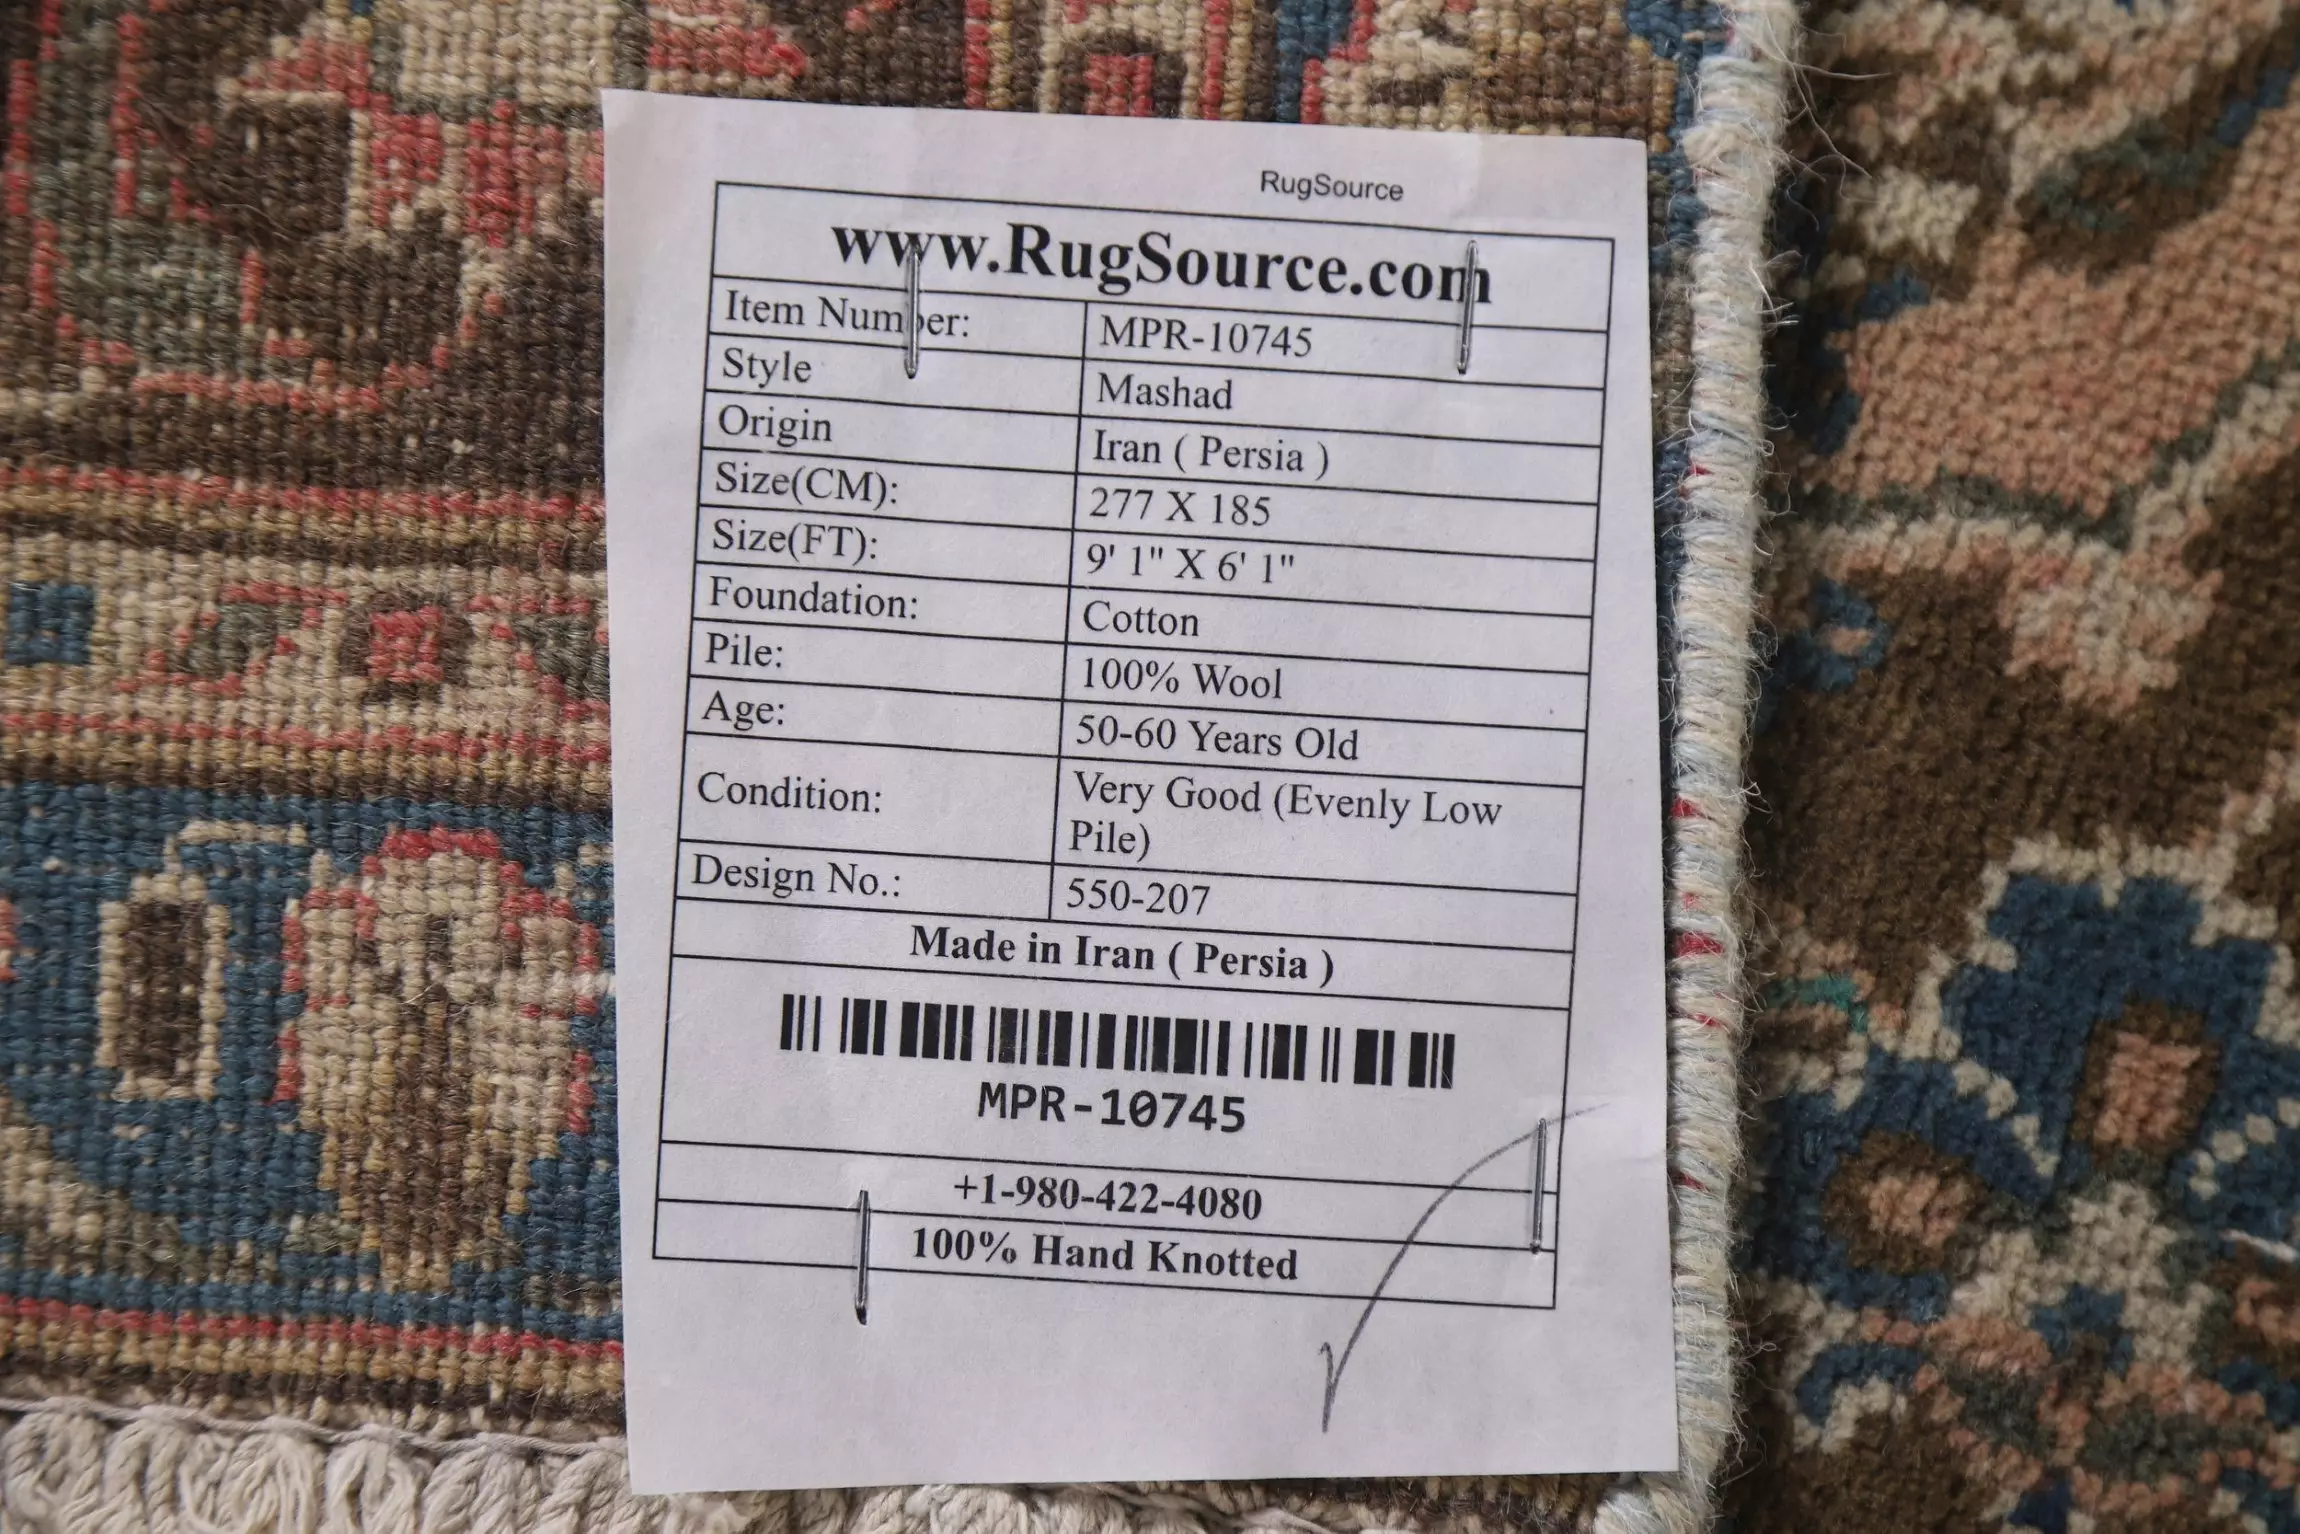 RugSource
www.RugSource.com
Item Number: MPR-10745
Style Mashad
Origin Iran ( Persia )
Size(CM): 277 X 185
Size(FT): 9' 1" X 6' 1"
Foundation: Cotton
Pile: 100% Wool
Age: 50-60 Years Old
Condition: Very Good (Evenly Low
Pile)
Design No.: 550-207
Made in Iran ( Persia )
MPR-10745
+1-980-422-4080
100% Hand Knotted